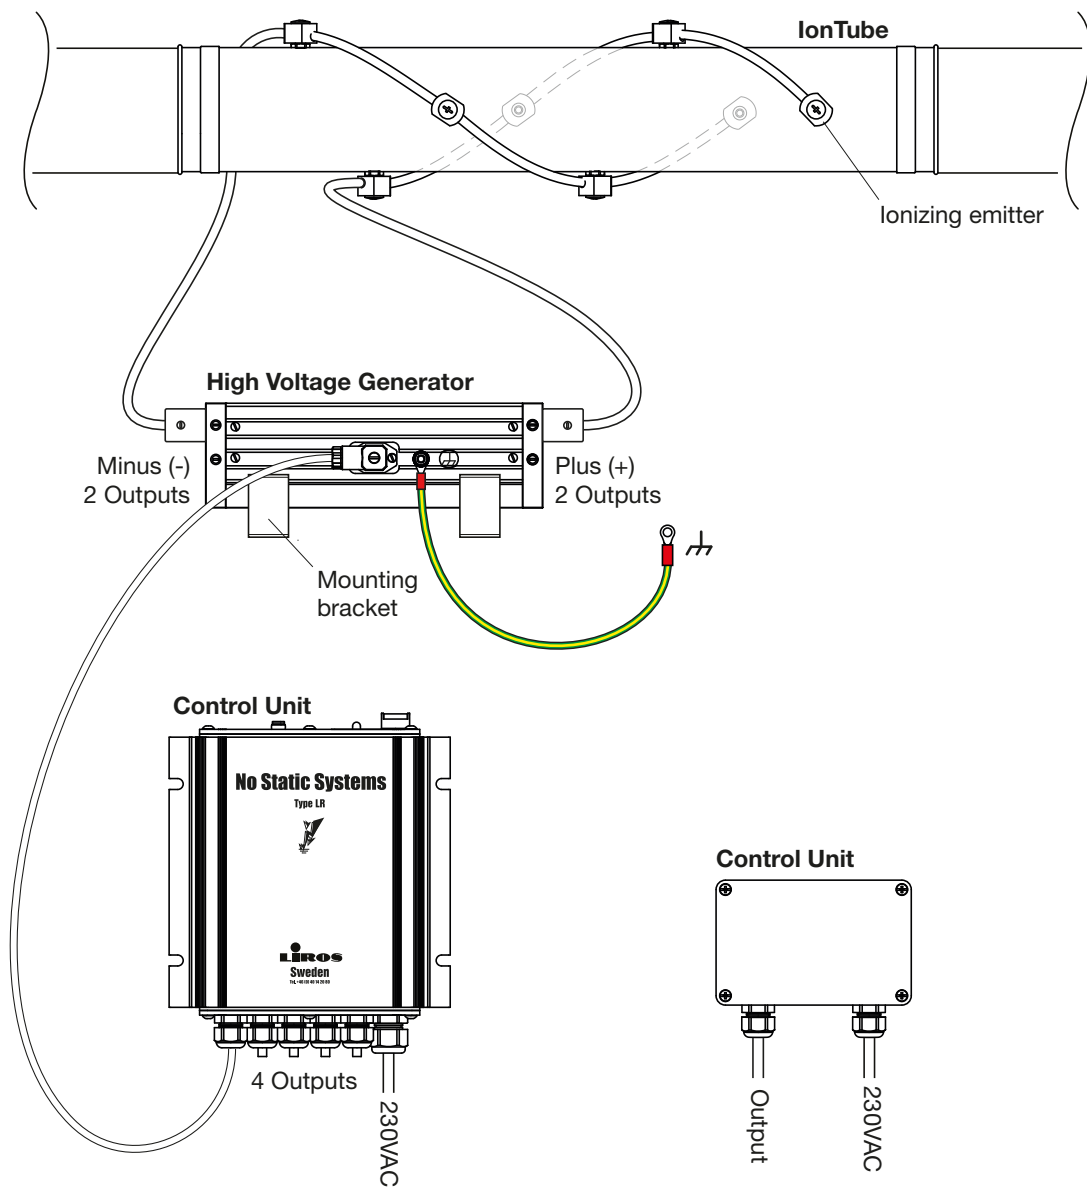 IonTube
Ionizing emitter
High Voltage Generator
Minus (-)
2 Outputs
Plus (+)
2 Outputs
Mounting
bracket
Control Unit
No Static Systems
Type LR
LIROS
Sweden
4 Outputs
230VAC
Control Unit
Output
230VAC